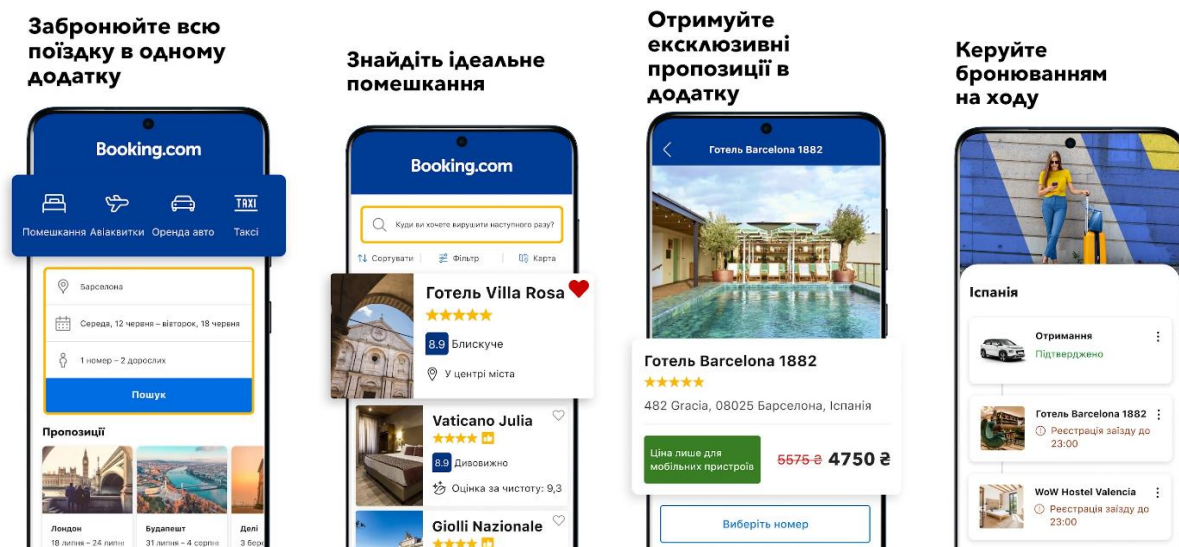 Забронюйте всю
поїздку в одному
додатку
Booking.com
Помешкання Авіаквитки Оренда авто Таксі
TAXI
Барселона
Середа, 12 червня – вівторок, 18 червня
1 номер – 2 дорослих
Пошук
Пропозиції
Лондон
18 липня – 24 липня
Будапешт
31 липня – 4 серпня
Делі
Знайдіть ідеальне
помешкання
Booking.com
Куди ви хочете вирушити наступного разу?
Сортувати Фільтр Карта
Готель Villa Rosa
8.9 Блискуче
У центрі міста
Vaticano Julia
8.9 Дивовижно
Оцінка за чистоту: 9,3
Giolli Nazionale
Отримуйте
ексклюзивні
пропозиції в
додатку
Готель Barcelona 1882
Готель Barcelona 1882
482 Gracia, 08025 Барселона, Іспанія
Ціна лише для
мобільних пристроїв
5575 ₴ 4750 ₴
Виберіть номер
Керуйте
бронюванням
на ходу
Іспанія
Отримання
Підтверджено
Готель Barcelona 1882
Реєстрація заїзду до
23:00
WoW Hostel Valencia
Реєстрація заїзду до
23:00